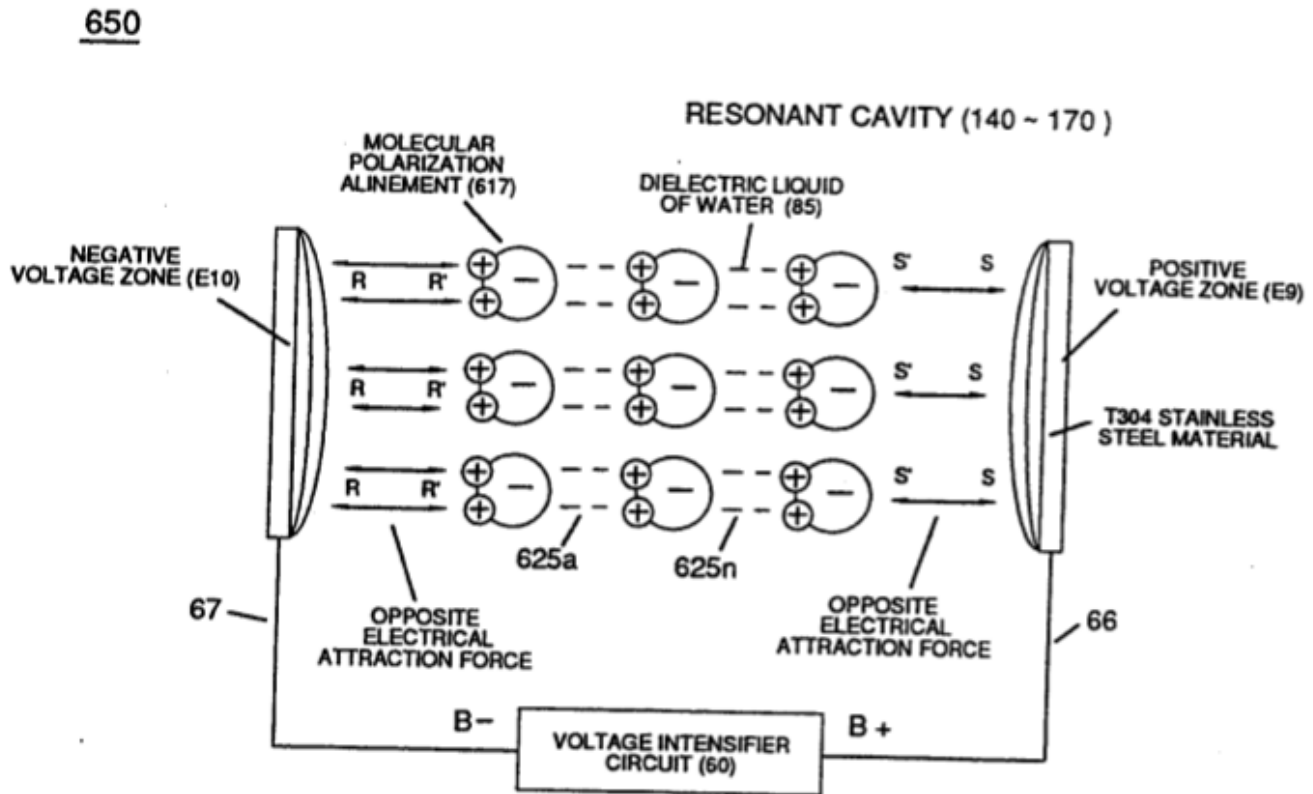 650
RESONANT CAVITY (140 ~ 170 )
MOLECULAR
POLARIZATION
ALINEMENT (617)
DIELECTRIC LIQUID
OF WATER (85)
NEGATIVE
VOLTAGE ZONE (E10)
POSITIVE
VOLTAGE ZONE (E9)
R R' + + − + + − + + − S' S
R R' + + − + + − + + − S' S
R R' + + − + + − + + − S' S
T304 STAINLESS
STEEL MATERIAL
625a
625n
67
OPPOSITE
ELECTRICAL
ATTRACTION FORCE
OPPOSITE
ELECTRICAL
ATTRACTION FORCE
66
B−
VOLTAGE INTENSIFIER
CIRCUIT (60)
B+